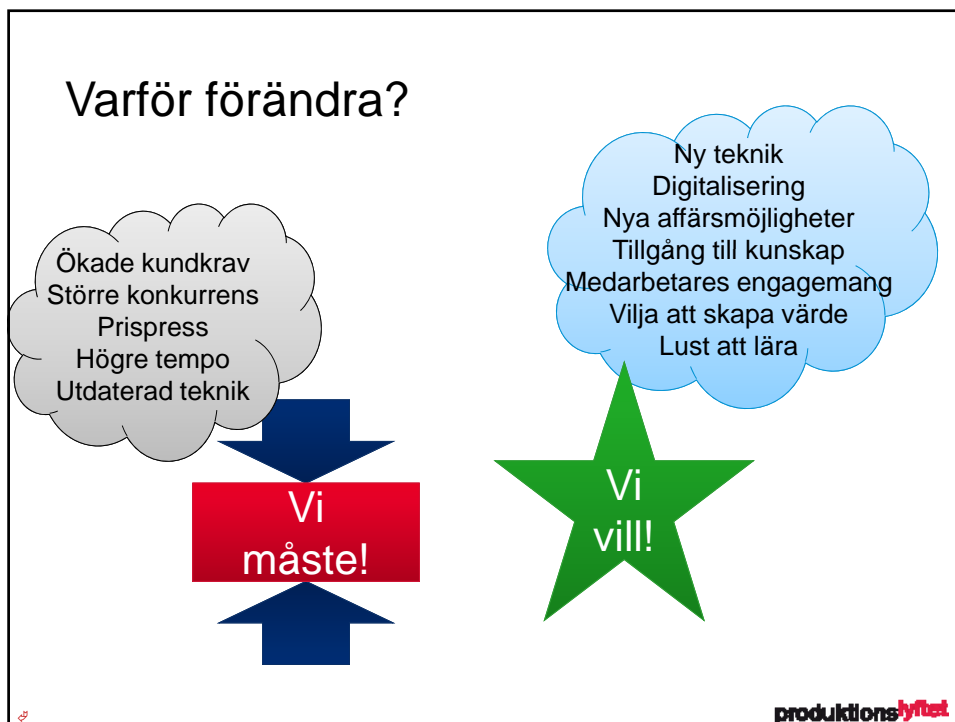 Varför förändra?
Ökade kundkrav
Större konkurrens
Prispress
Högre tempo
Utdaterad teknik
Ny teknik
Digitalisering
Nya affärsmöjligheter
Tillgång till kunskap
Medarbetares engagemang
Vilja att skapa värde
Lust att lära
Vi
måste!
Vi
vill!
produktionslyftet